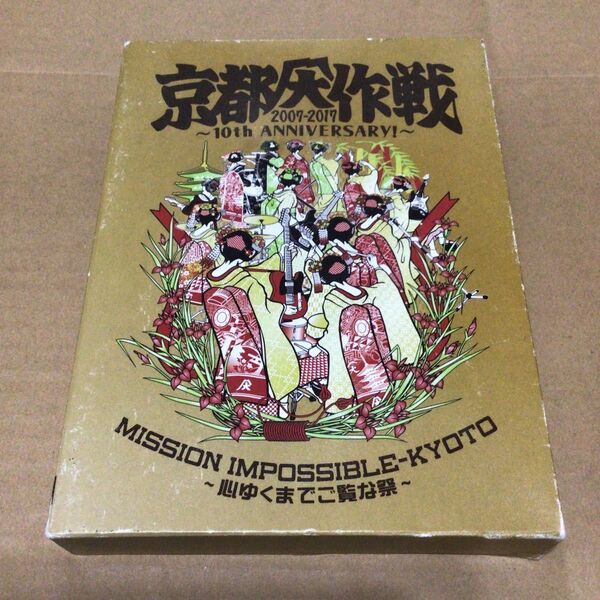 京都大作戦
2007-2017
~10th ANNIVERSARY!~
MISSION IMPOSSIBLE-KYOTO
~心ゆくまでご覧な祭~